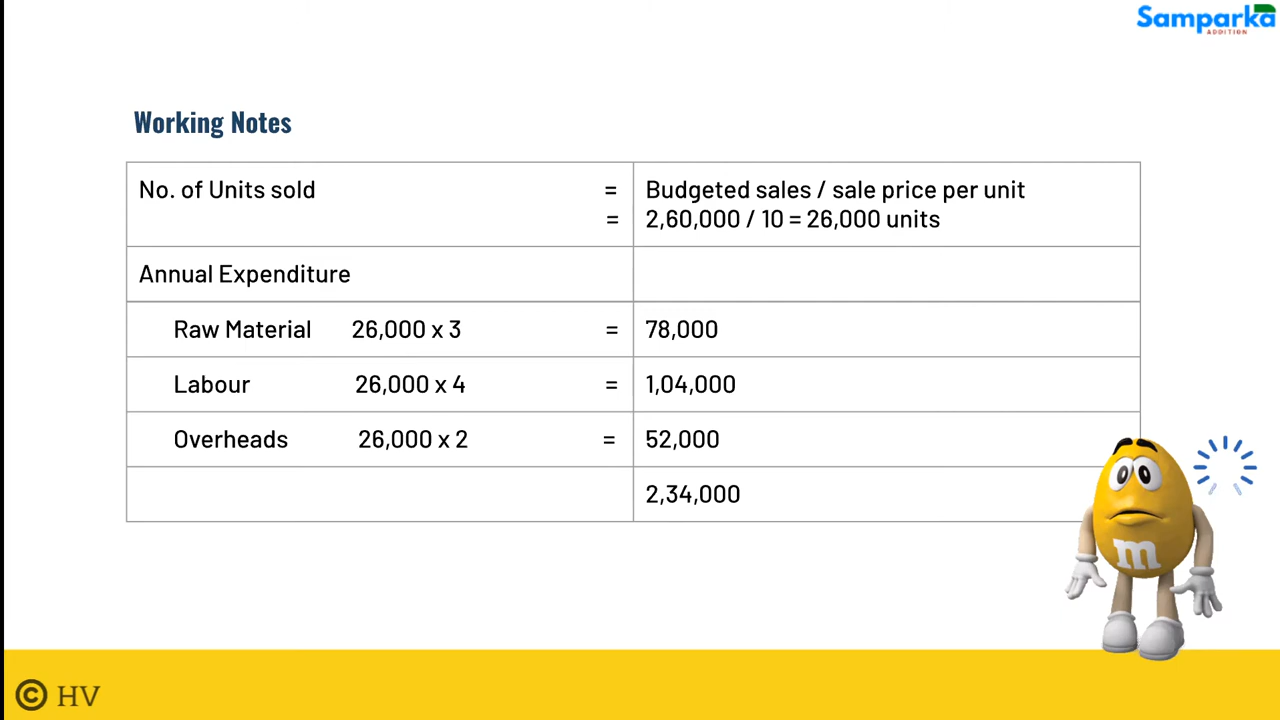 Samparka
ADDITION
Working Notes
No. of Units sold = Budgeted sales / sale price per unit
= 2,60,000 / 10 = 26,000 units
Annual Expenditure
Raw Material 26,000 x 3 = 78,000
Labour 26,000 x 4 = 1,04,000
Overheads 26,000 x 2 = 52,000
2,34,000
m
© HV